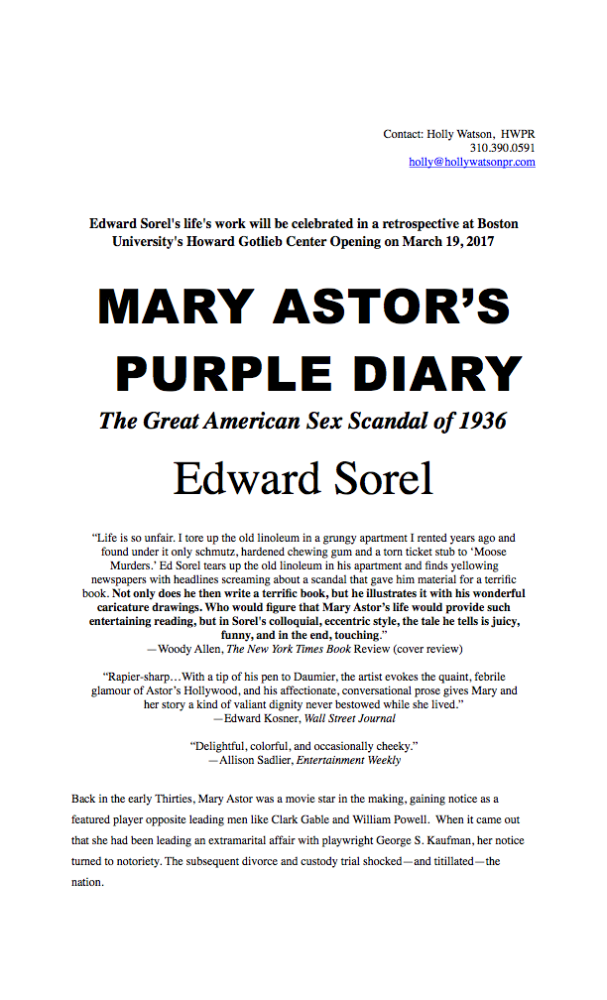 Contact: Holly Watson,  HWPR
310.390.0591
holly@hollywatsonpr.com
Edward Sorel's life's work will be celebrated in a retrospective at Boston
University's Howard Gotlieb Center Opening on March 19, 2017
MARY ASTOR’S
PURPLE DIARY
The Great American Sex Scandal of 1936
Edward Sorel
“Life is so unfair. I tore up the old linoleum in a grungy apartment I rented years ago and
found under it only schmutz, hardened chewing gum and a torn ticket stub to ‘Moose
Murders.’ Ed Sorel tears up the old linoleum in his apartment and finds yellowing
newspapers with headlines screaming about a scandal that gave him material for a terrific
book. Not only does he then write a terrific book, but he illustrates it with his wonderful
caricature drawings. Who would figure that Mary Astor’s life would provide such
entertaining reading, but in Sorel's colloquial, eccentric style, the tale he tells is juicy,
funny, and in the end, touching.”
—Woody Allen, The New York Times Book Review (cover review)
“Rapier-sharp…With a tip of his pen to Daumier, the artist evokes the quaint, febrile
glamour of Astor’s Hollywood, and his affectionate, conversational prose gives Mary and
her story a kind of valiant dignity never bestowed while she lived.”
—Edward Kosner, Wall Street Journal
“Delightful, colorful, and occasionally cheeky.”
—Allison Sadlier, Entertainment Weekly
Back in the early Thirties, Mary Astor was a movie star in the making, gaining notice as a
featured player opposite leading men like Clark Gable and William Powell.  When it came out
that she had been leading an extramarital affair with playwright George S. Kaufman, her notice
turned to notoriety. The subsequent divorce and custody trial shocked—and titillated—the
nation.